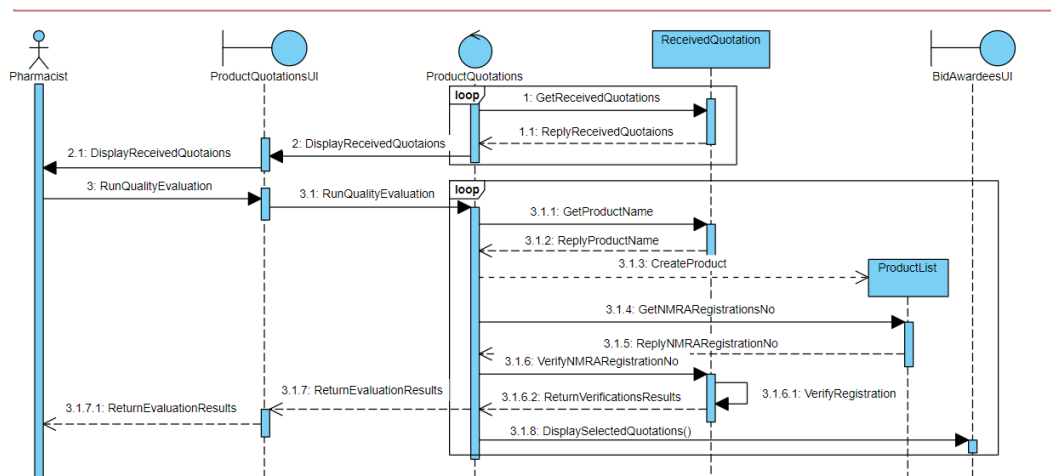 ReceivedQuotation
Pharmacist
ProductQuotationsUI
ProductQuotations
BidAwardeesUI
loop
1: GetReceivedQuotations
1.1: ReplyReceivedQuotaions
2: DisplayReceivedQuotaions
2.1: DisplayReceivedQuotaions
3: RunQualityEvaluation
loop
3.1: RunQualityEvaluation
3.1.1: GetProductName
3.1.2: ReplyProductName
3.1.3: CreateProduct
ProductList
3.1.4: GetNMRARegistrationsNo
3.1.5: ReplyNMRARegistrationNo
3.1.6: VerifyNMRARegistrationNo
3.1.7: ReturnEvaluationResults
3.1.6.1: VerifyRegistration
3.1.6.2: ReturnVerificationsResults
3.1.7.1: ReturnEvaluationResults
3.1.8: DisplaySelectedQuotations()